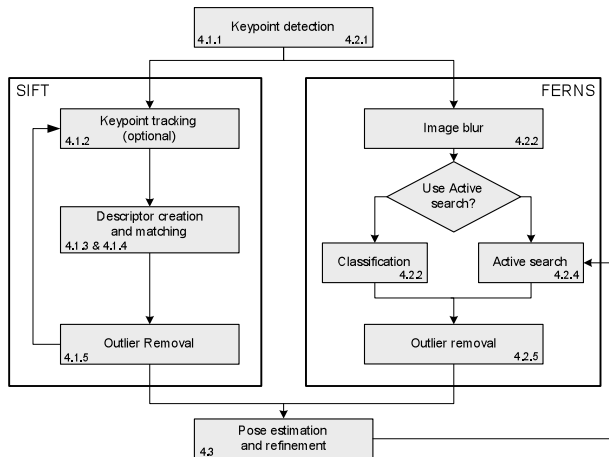 Keypoint detection
4.1.1
4.2.1
SIFT
Keypoint tracking
(optional)
4.1.2
Descriptor creation
and matching
4.1.3 & 4.1.4
Outlier Removal
4.1.5
FERNS
Image blur
4.2.2
Use Active
search?
Classification
4.2.2
Active search
4.2.4
Outlier removal
4.2.5
Pose estimation
and refinement
4.3